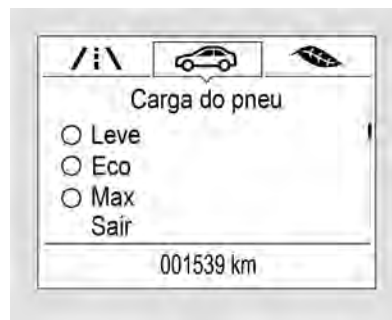 Carga do pneu
Leve
Eco
Max
Sair
001539 km